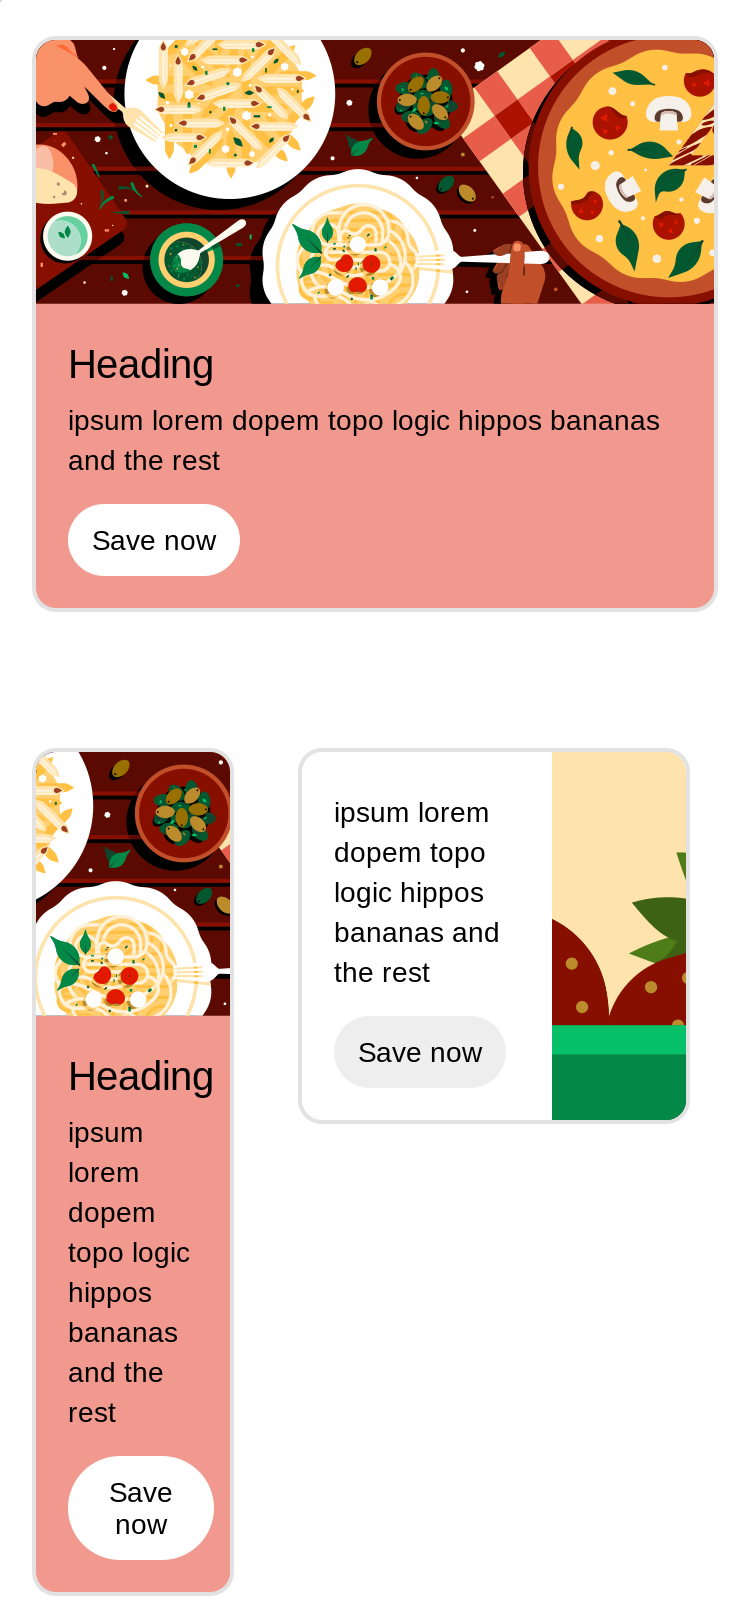 Heading
ipsum lorem dopem topo logic hippos bananas
and the rest
Save now
Heading
ipsum
lorem
dopem
topo logic
hippos
bananas
and the
rest
Save
now
ipsum lorem
dopem topo
logic hippos
bananas and
the rest
Save now